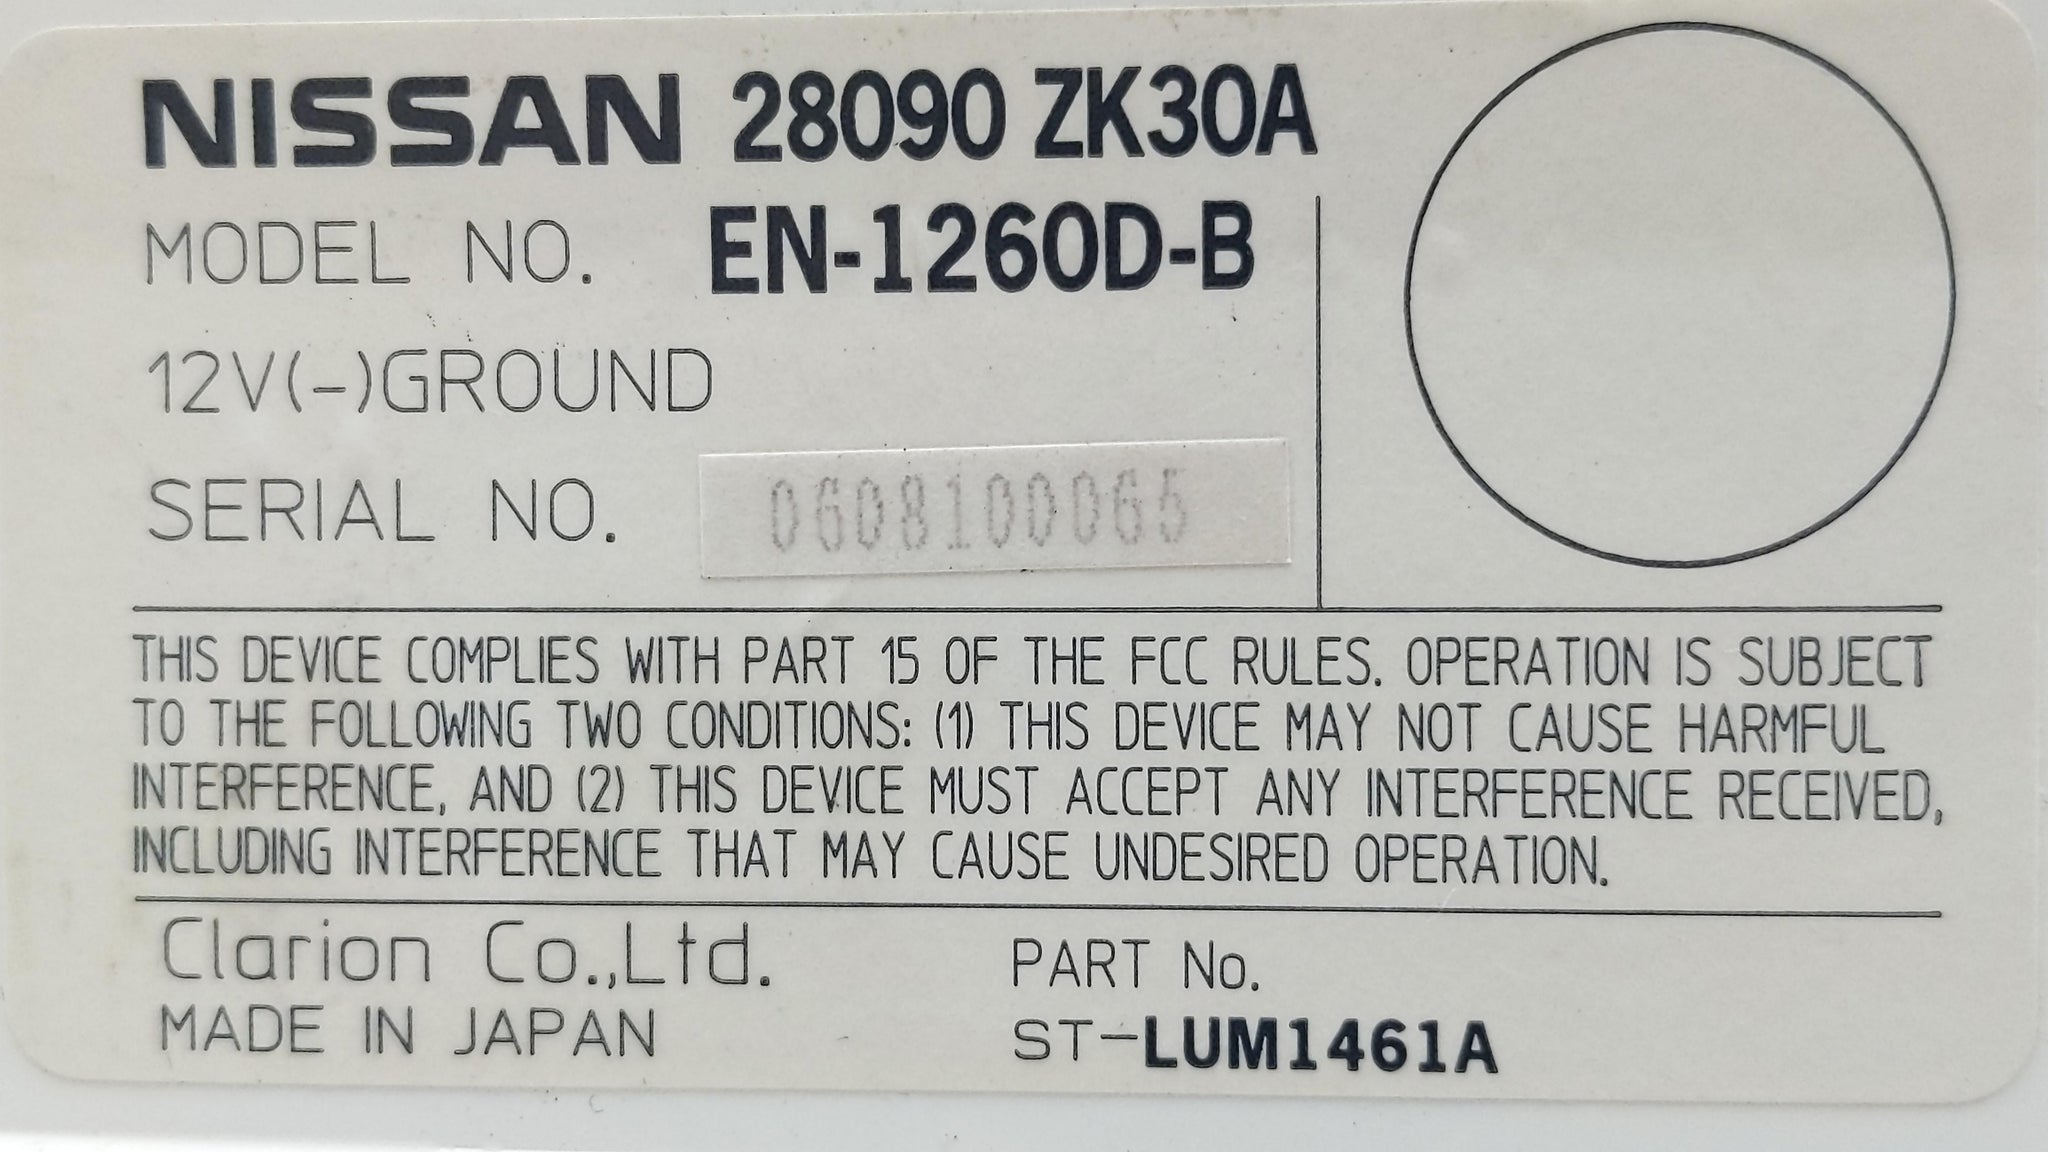 NISSAN 28090 ZK30A
MODEL NO. EN-1260D-B
12V(-)GROUND
SERIAL NO. 0608100065
THIS DEVICE COMPLIES WITH PART 15 OF THE FCC RULES. OPERATION IS SUBJECT
TO THE FOLLOWING TWO CONDITIONS: (1) THIS DEVICE MAY NOT CAUSE HARMFUL
INTERFERENCE, AND (2) THIS DEVICE MUST ACCEPT ANY INTERFERENCE RECEIVED,
INCLUDING INTERFERENCE THAT MAY CAUSE UNDESIRED OPERATION.
Clarion Co.,Ltd.
MADE IN JAPAN
PART No.
ST-LUM1461A